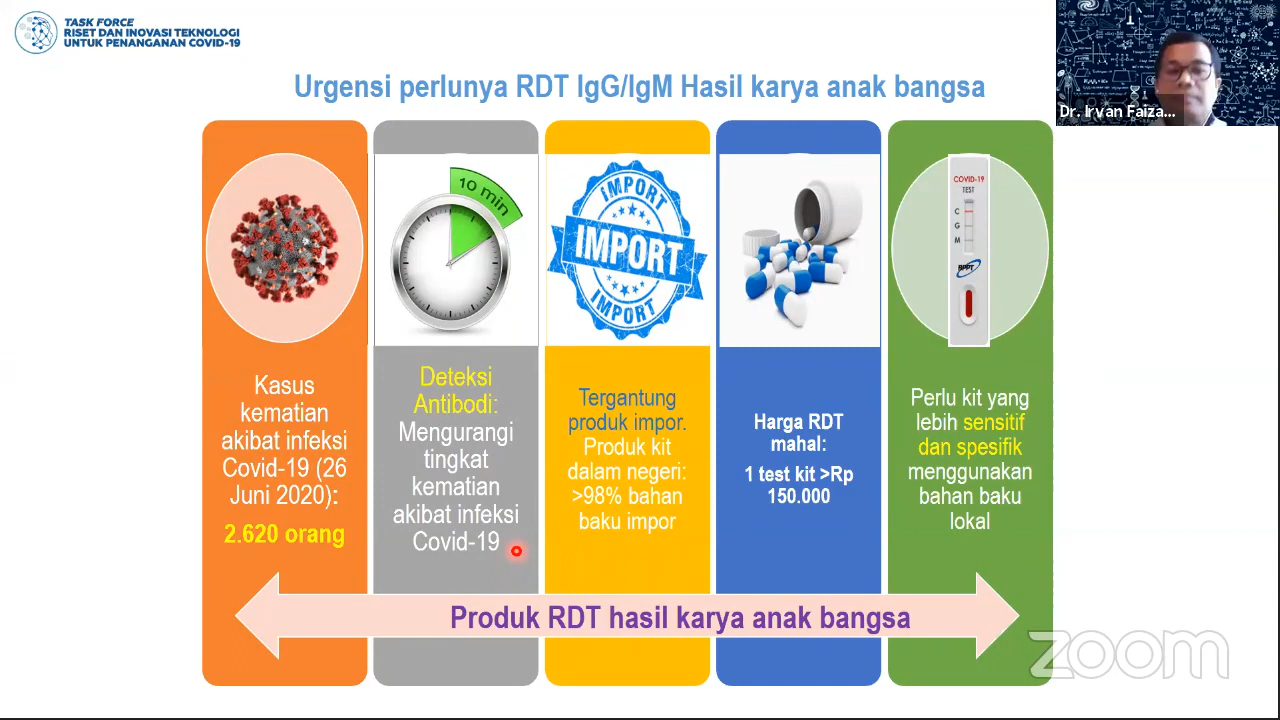 TASK FORCE
RISET DAN INOVASI TEKNOLOGI
UNTUK PENANGANAN COVID-19
Urgensi perlunya RDT IgG/IgM Hasil karya anak bangsa
Dr. Irvan Faiza...
Kasus
kematian
akibat infeksi
Covid-19 (26
Juni 2020):
2.620 orang
10 min
Deteksi
Antibodi:
Mengurangi
tingkat
kematian
akibat infeksi
Covid-19
IMPORT
IMPORT
IMPORT
Tergantung
produk impor.
Produk kit
dalam negeri:
>98% bahan
baku impor
Harga RDT
mahal:
1 test kit >Rp
150.000
COVID-19
TEST
C
G
M
BPPT
Perlu kit yang
lebih sensitif
dan spesifik
menggunakan
bahan baku
lokal
Produk RDT hasil karya anak bangsa
zoom